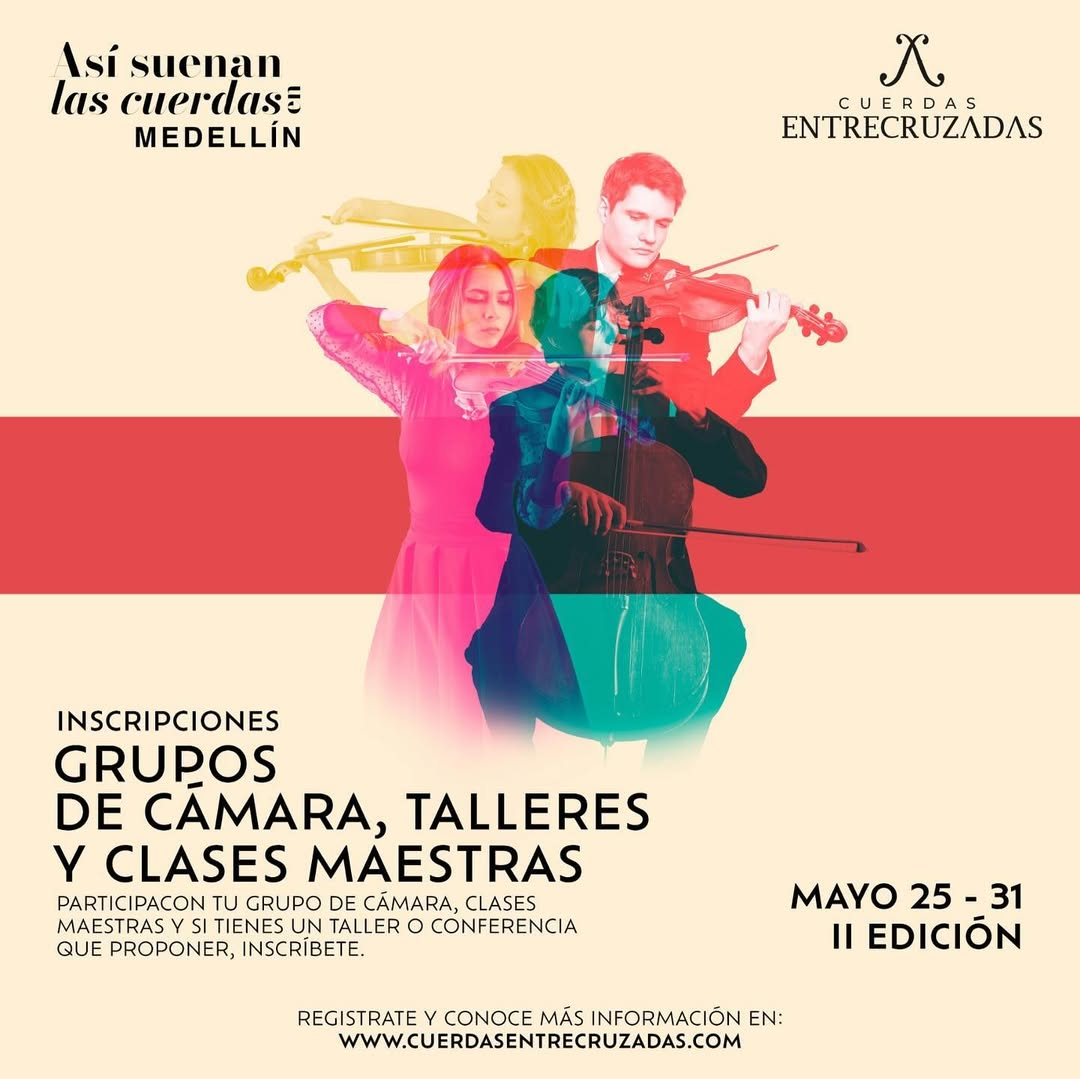 Así suenan
las cuerdas en
MEDELLÍN
CUERDAS
ENTRECRUZADAS
INSCRIPCIONES
GRUPOS
DE CÁMARA, TALLERES
Y CLASES MAESTRAS
PARTICIPACON TU GRUPO DE CÁMARA, CLASES
MAESTRAS Y SI TIENES UN TALLER O CONFERENCIA
QUE PROPONER, INSCRÍBETE.
MAYO 25 - 31
II EDICIÓN
REGISTRATE Y CONOCE MÁS INFORMACIÓN EN:
WWW.CUERDASENTRECRUZADAS.COM